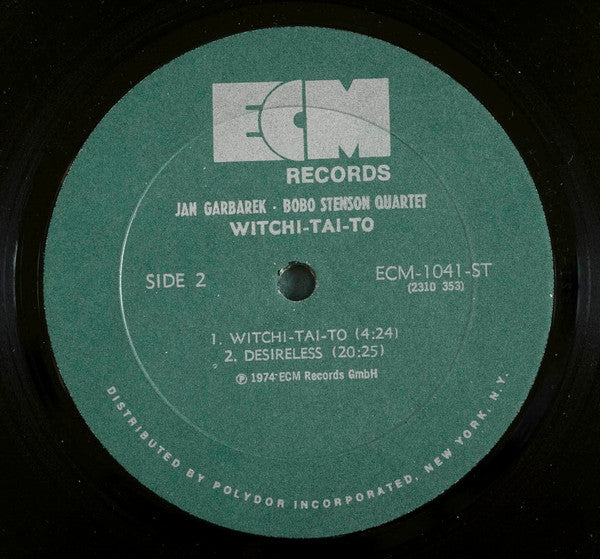 ECM
RECORDS
JAN GARBAREK · BOBO STENSON QUARTET
WITCHI-TAI-TO
SIDE 2
ECM-1041-ST
(2310 353)
1. WITCHI-TAI-TO (4:24)
2. DESIRELESS (20:25)
℗ 1974 ECM Records GmbH
DISTRIBUTED BY POLYDOR INCORPORATED, NEW YORK, N.Y.